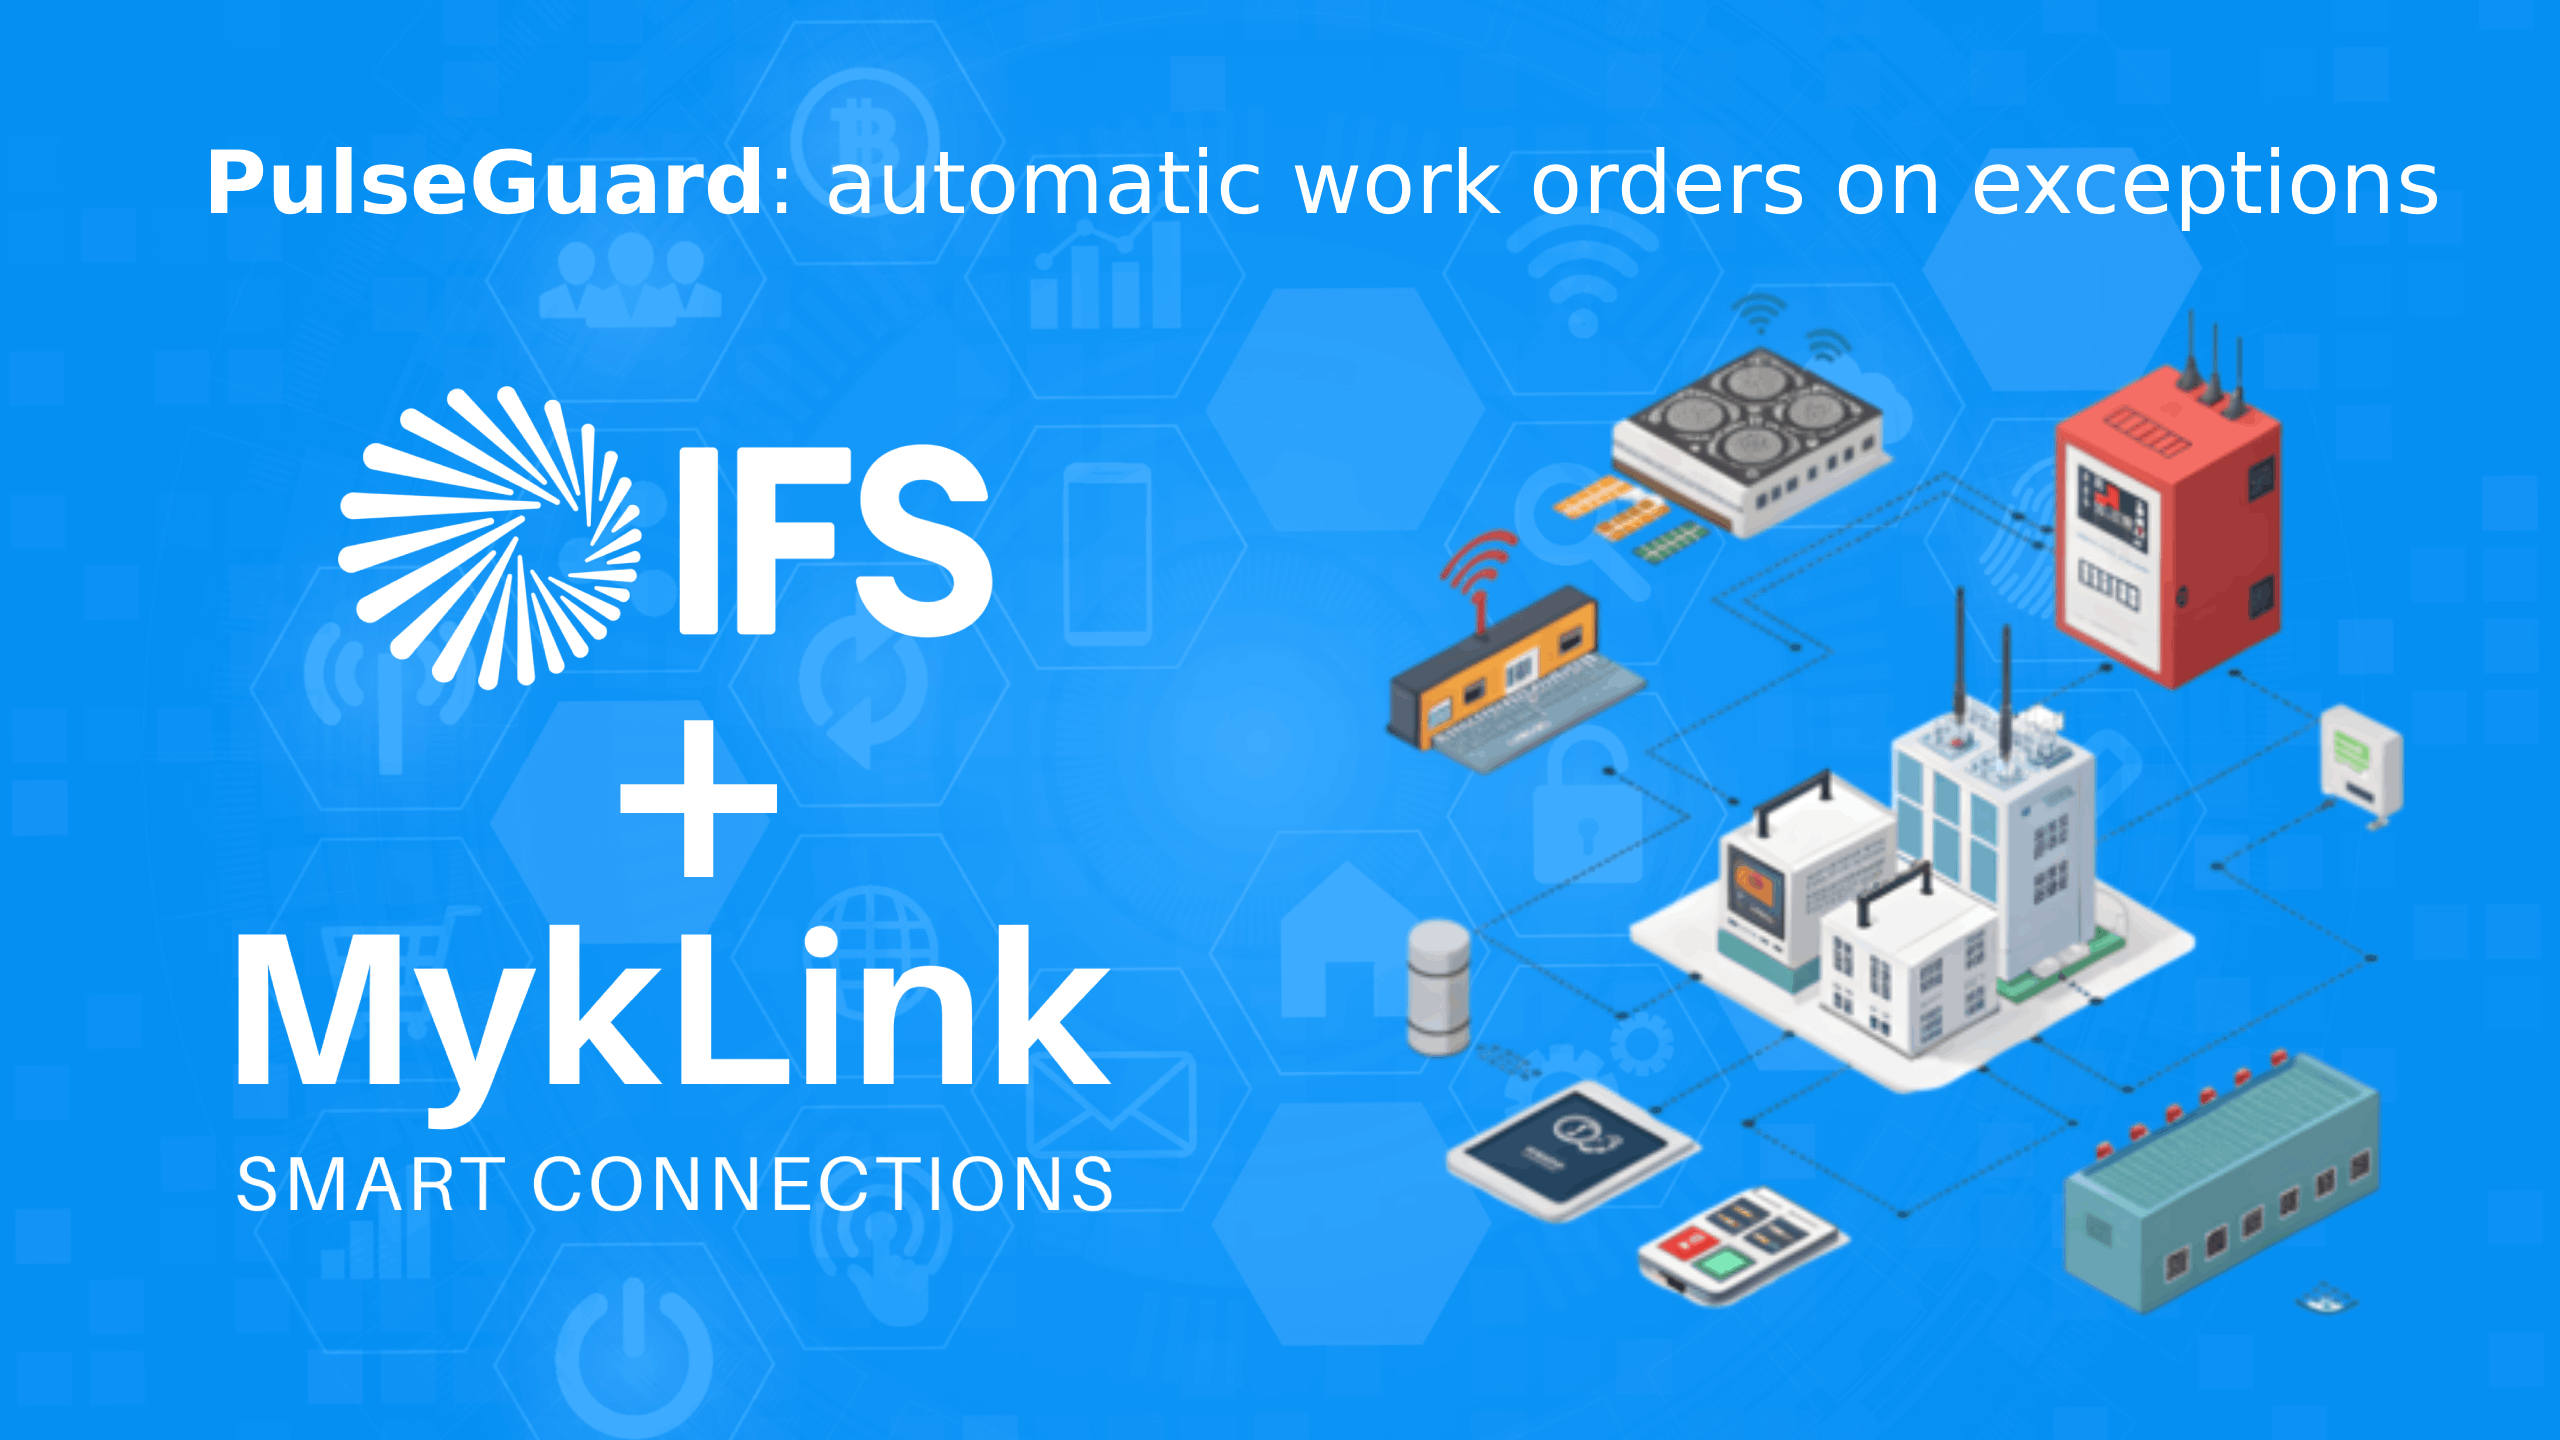 PulseGuard: automatic work orders on exceptions
IFS
+
MykLink
SMART CONNECTIONS